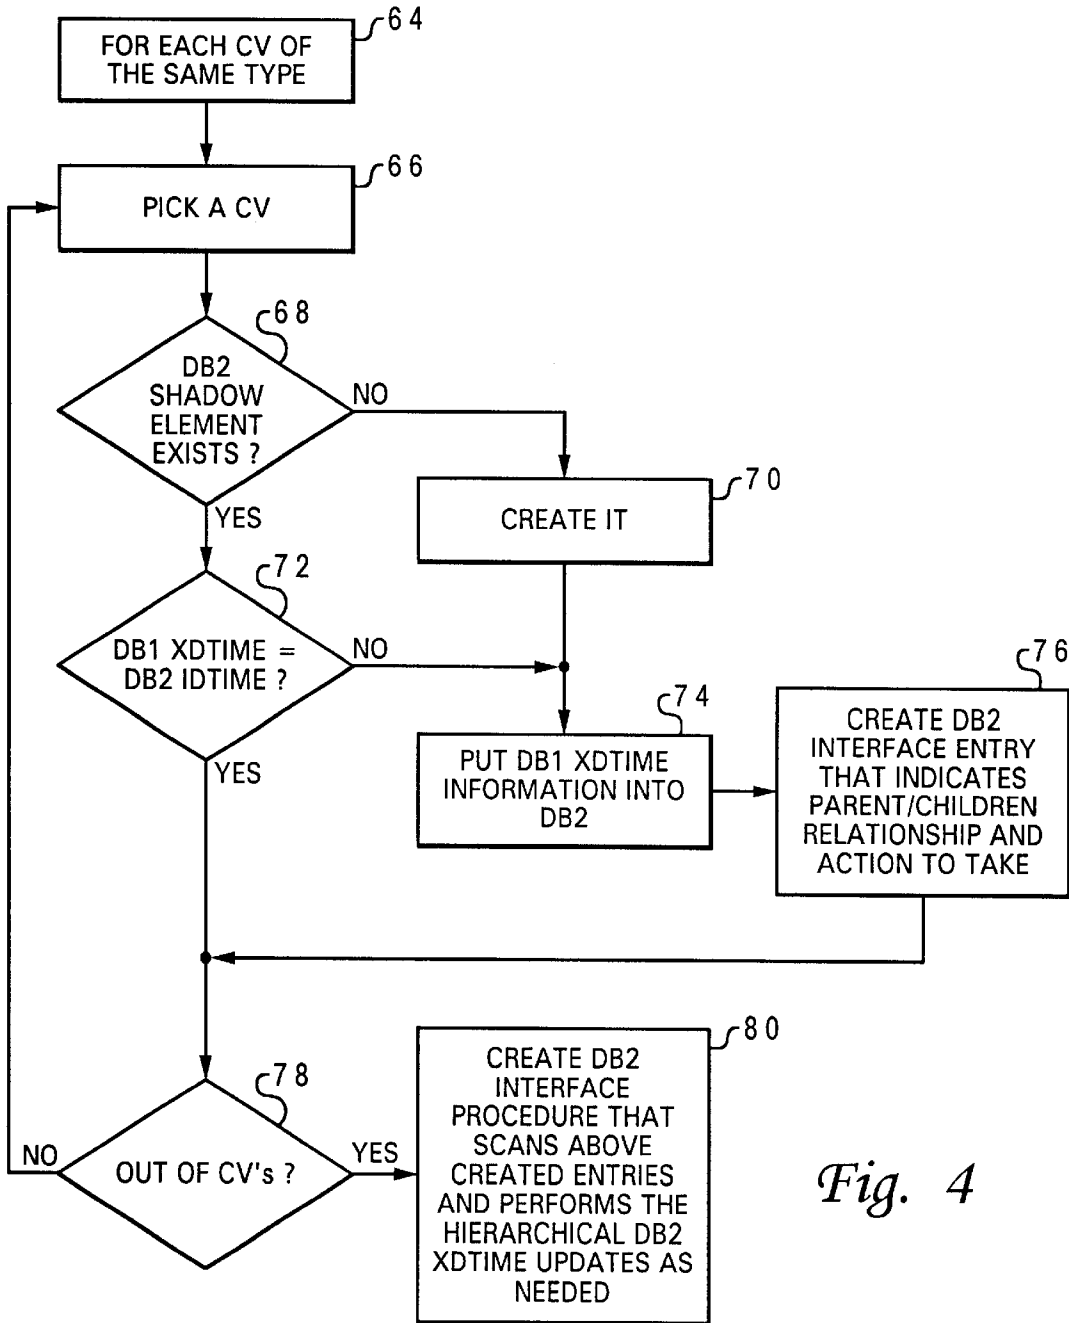 64
FOR EACH CV OF
THE SAME TYPE
66
PICK A CV
68
DB2
SHADOW
ELEMENT
EXISTS ?
NO
YES
70
CREATE IT
72
DB1 XDTIME =
DB2 IDTIME ?
NO
YES
74
PUT DB1 XDTIME
INFORMATION INTO
DB2
76
CREATE DB2
INTERFACE ENTRY
THAT INDICATES
PARENT/CHILDREN
RELATIONSHIP AND
ACTION TO TAKE
78
OUT OF CV's ?
NO
YES
80
CREATE DB2
INTERFACE
PROCEDURE THAT
SCANS ABOVE
CREATED ENTRIES
AND PERFORMS THE
HIERARCHICAL DB2
XDTIME UPDATES AS
NEEDED
Fig. 4